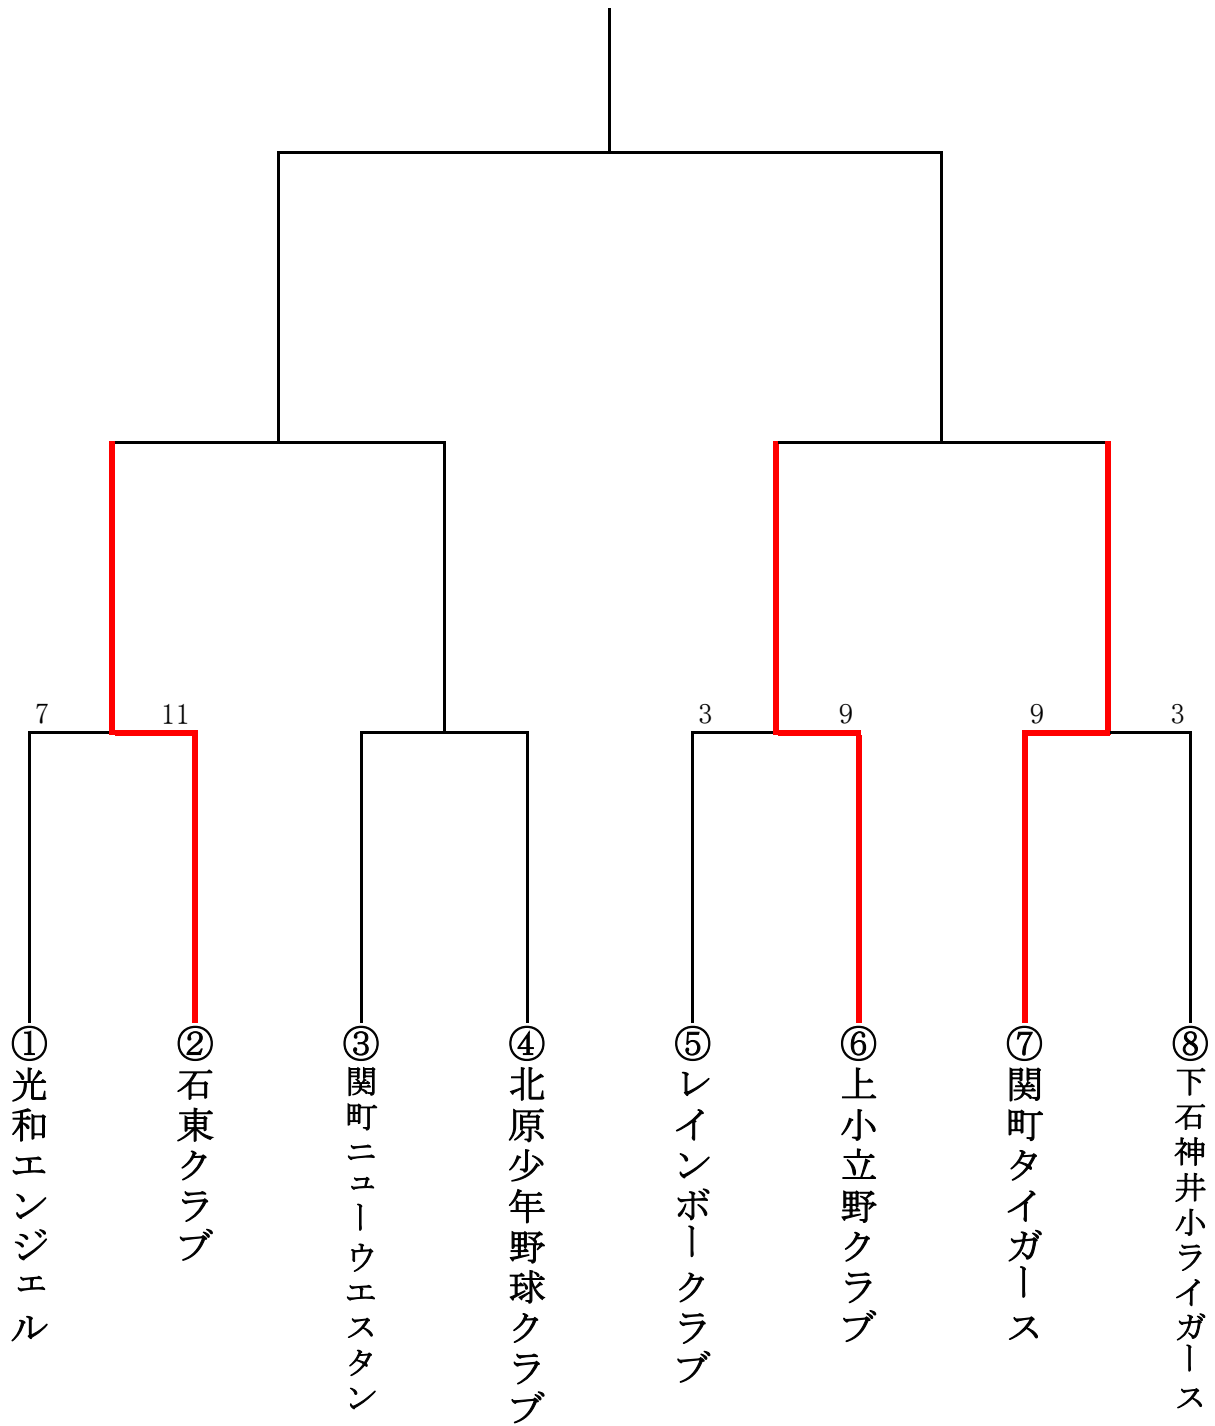 7
11
3
9
9
3
①光和エンジェル
②石東クラブ
③関町ニューウエスタン
④北原少年野球クラブ
⑤レインボークラブ
⑥上小立野クラブ
⑦関町タイガース
⑧下石神井小ライガース